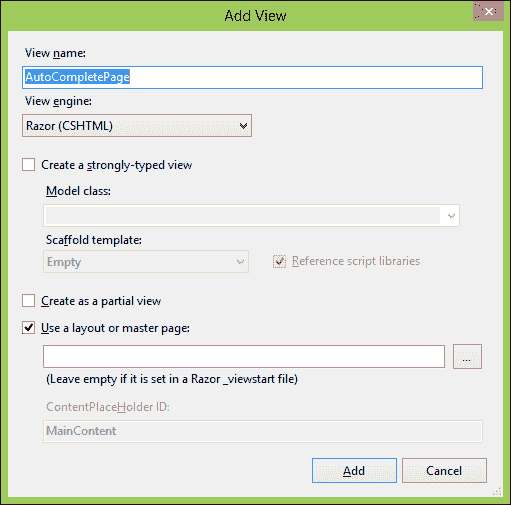 Add View
View name:
AutoCompletePage
View engine:
Razor (CSHTML)
Create a strongly-typed view
Model class:
Scaffold template:
Empty
Reference script libraries
Create as a partial view
Use a layout or master page:
...
(Leave empty if it is set in a Razor _viewstart file)
ContentPlaceHolder ID:
MainContent
Add
Cancel